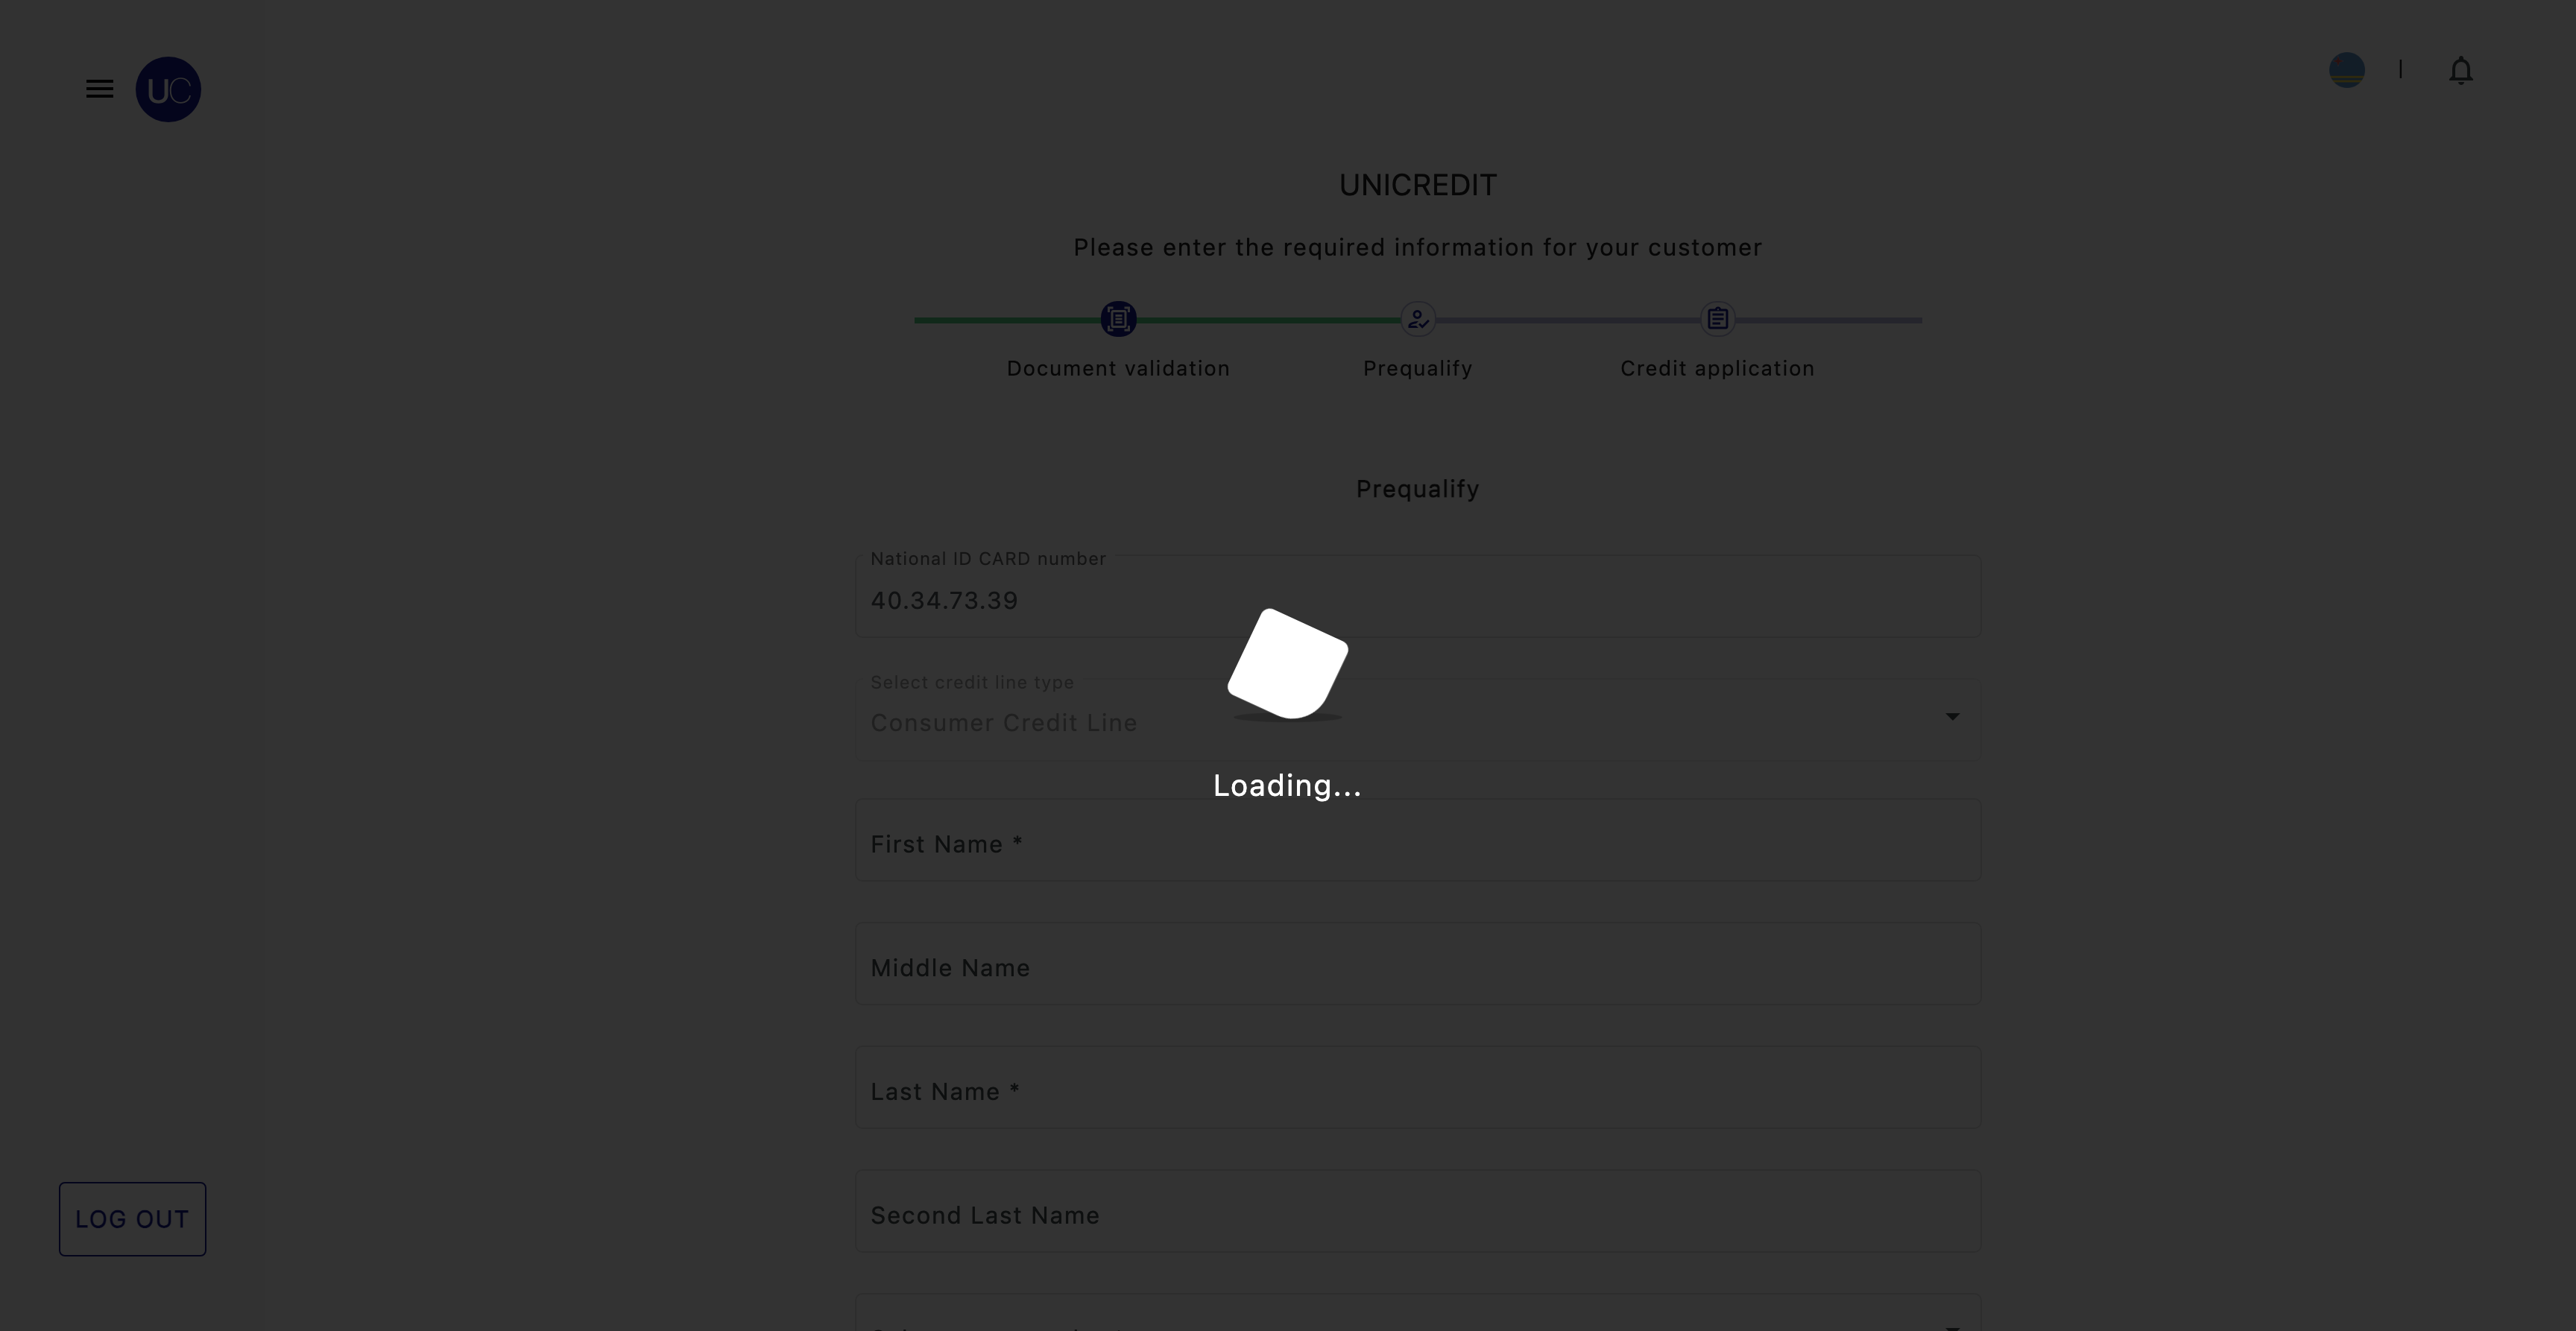 UC
UNICREDIT
Please enter the required information for your customer
Document validation
Prequalify
Credit application
Prequalify
National ID CARD number
40.34.73.39
Select credit line type
Consumer Credit Line
Loading...
First Name *
Middle Name
Last Name *
Second Last Name
LOG OUT